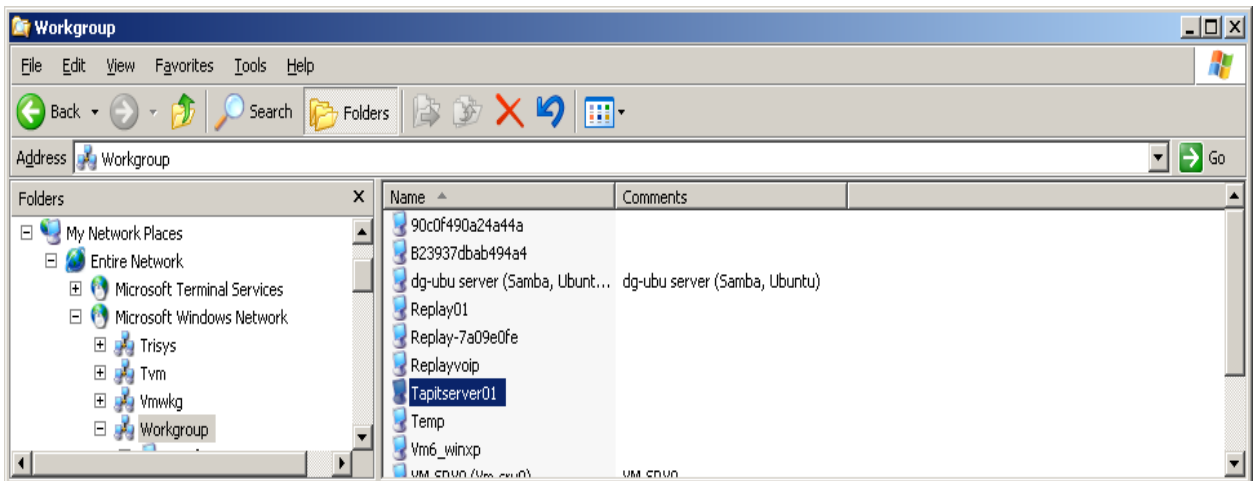 Workgroup
File Edit View Favorites Tools Help
Back Search Folders
Address Workgroup Go
Folders X Name Comments
My Network Places
Entire Network
Microsoft Terminal Services
Microsoft Windows Network
Trisys
Tvm
Vmwkg
Workgroup
90c0f490a24a44a
B23937dbab494a4
dg-ubu server (Samba, Ubunt... dg-ubu server (Samba, Ubuntu)
Replay01
Replay-7a09e0fe
Replayvoip
Tapitserver01
Temp
Vm6_winxp